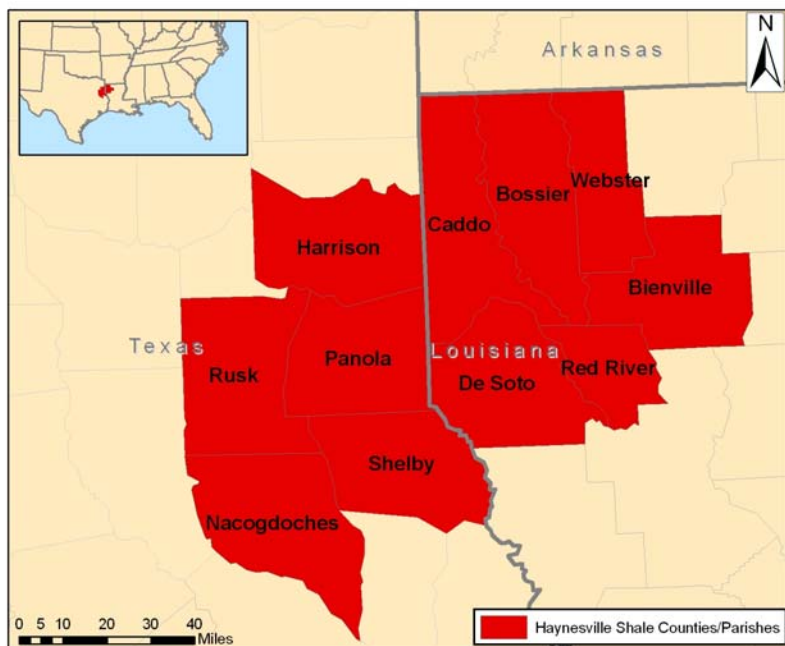 N
Arkansas
Webster
Bossier
Caddo
Harrison
Bienville
Texas
Louisiana
Panola
Red River
Rusk
De Soto
Shelby
Nacogdoches
0 5 10 20 30 40
Miles
Haynesville Shale Counties/Parishes